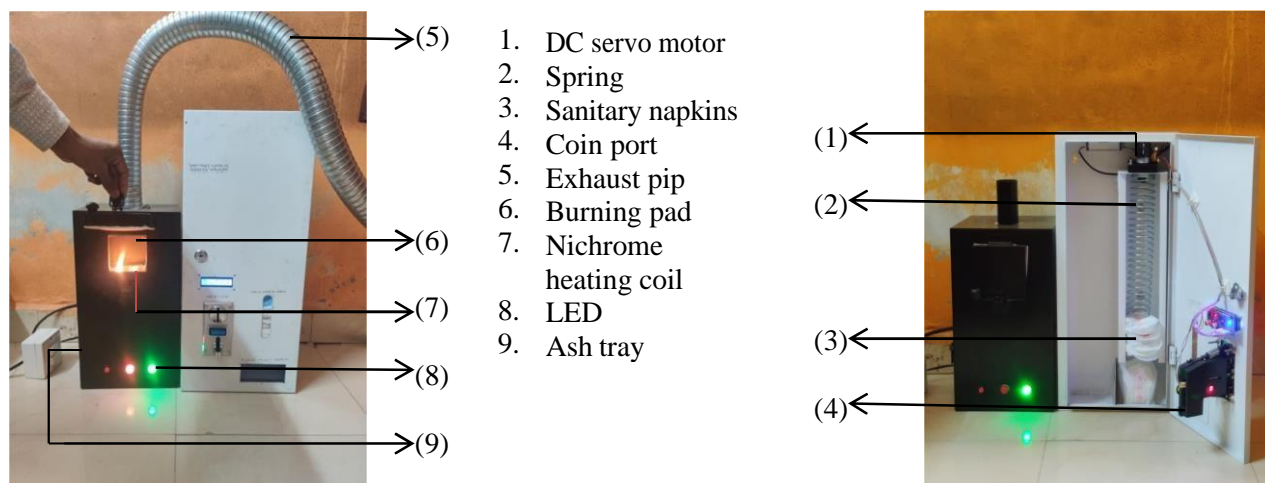 (5)
(6)
(7)
(8)
(9)
1. DC servo motor
2. Spring
3. Sanitary napkins
4. Coin port
5. Exhaust pip
6. Burning pad
7. Nichrome
heating coil
8. LED
9. Ash tray
(1)
(2)
(3)
(4)